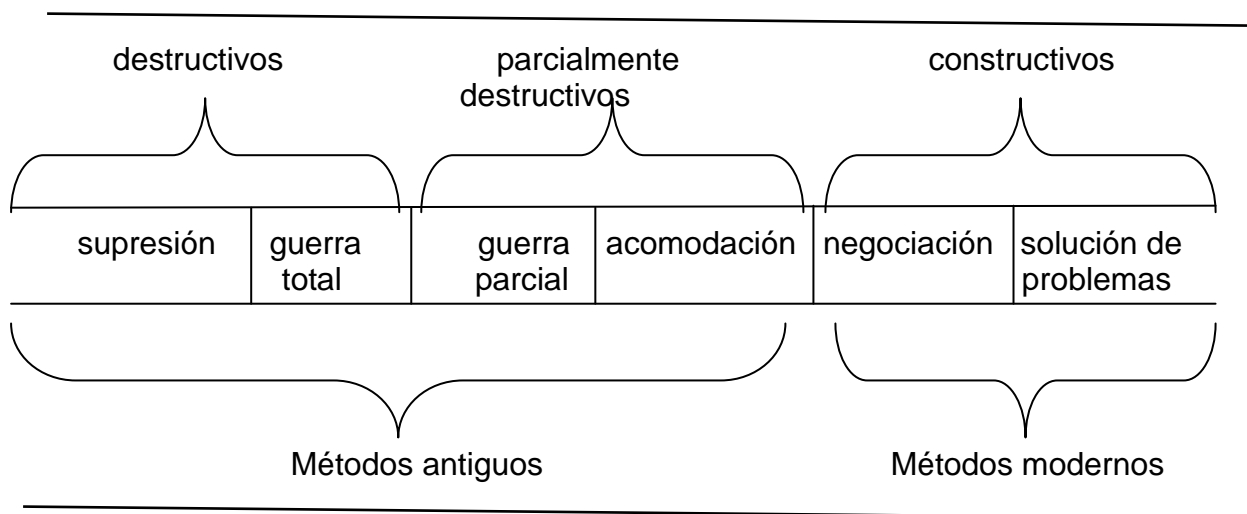 destructivos parcialmente constructivos
destructivos
supresión guerra guerra acomodación negociación solución de
total parcial problemas
Métodos antiguos Métodos modernos